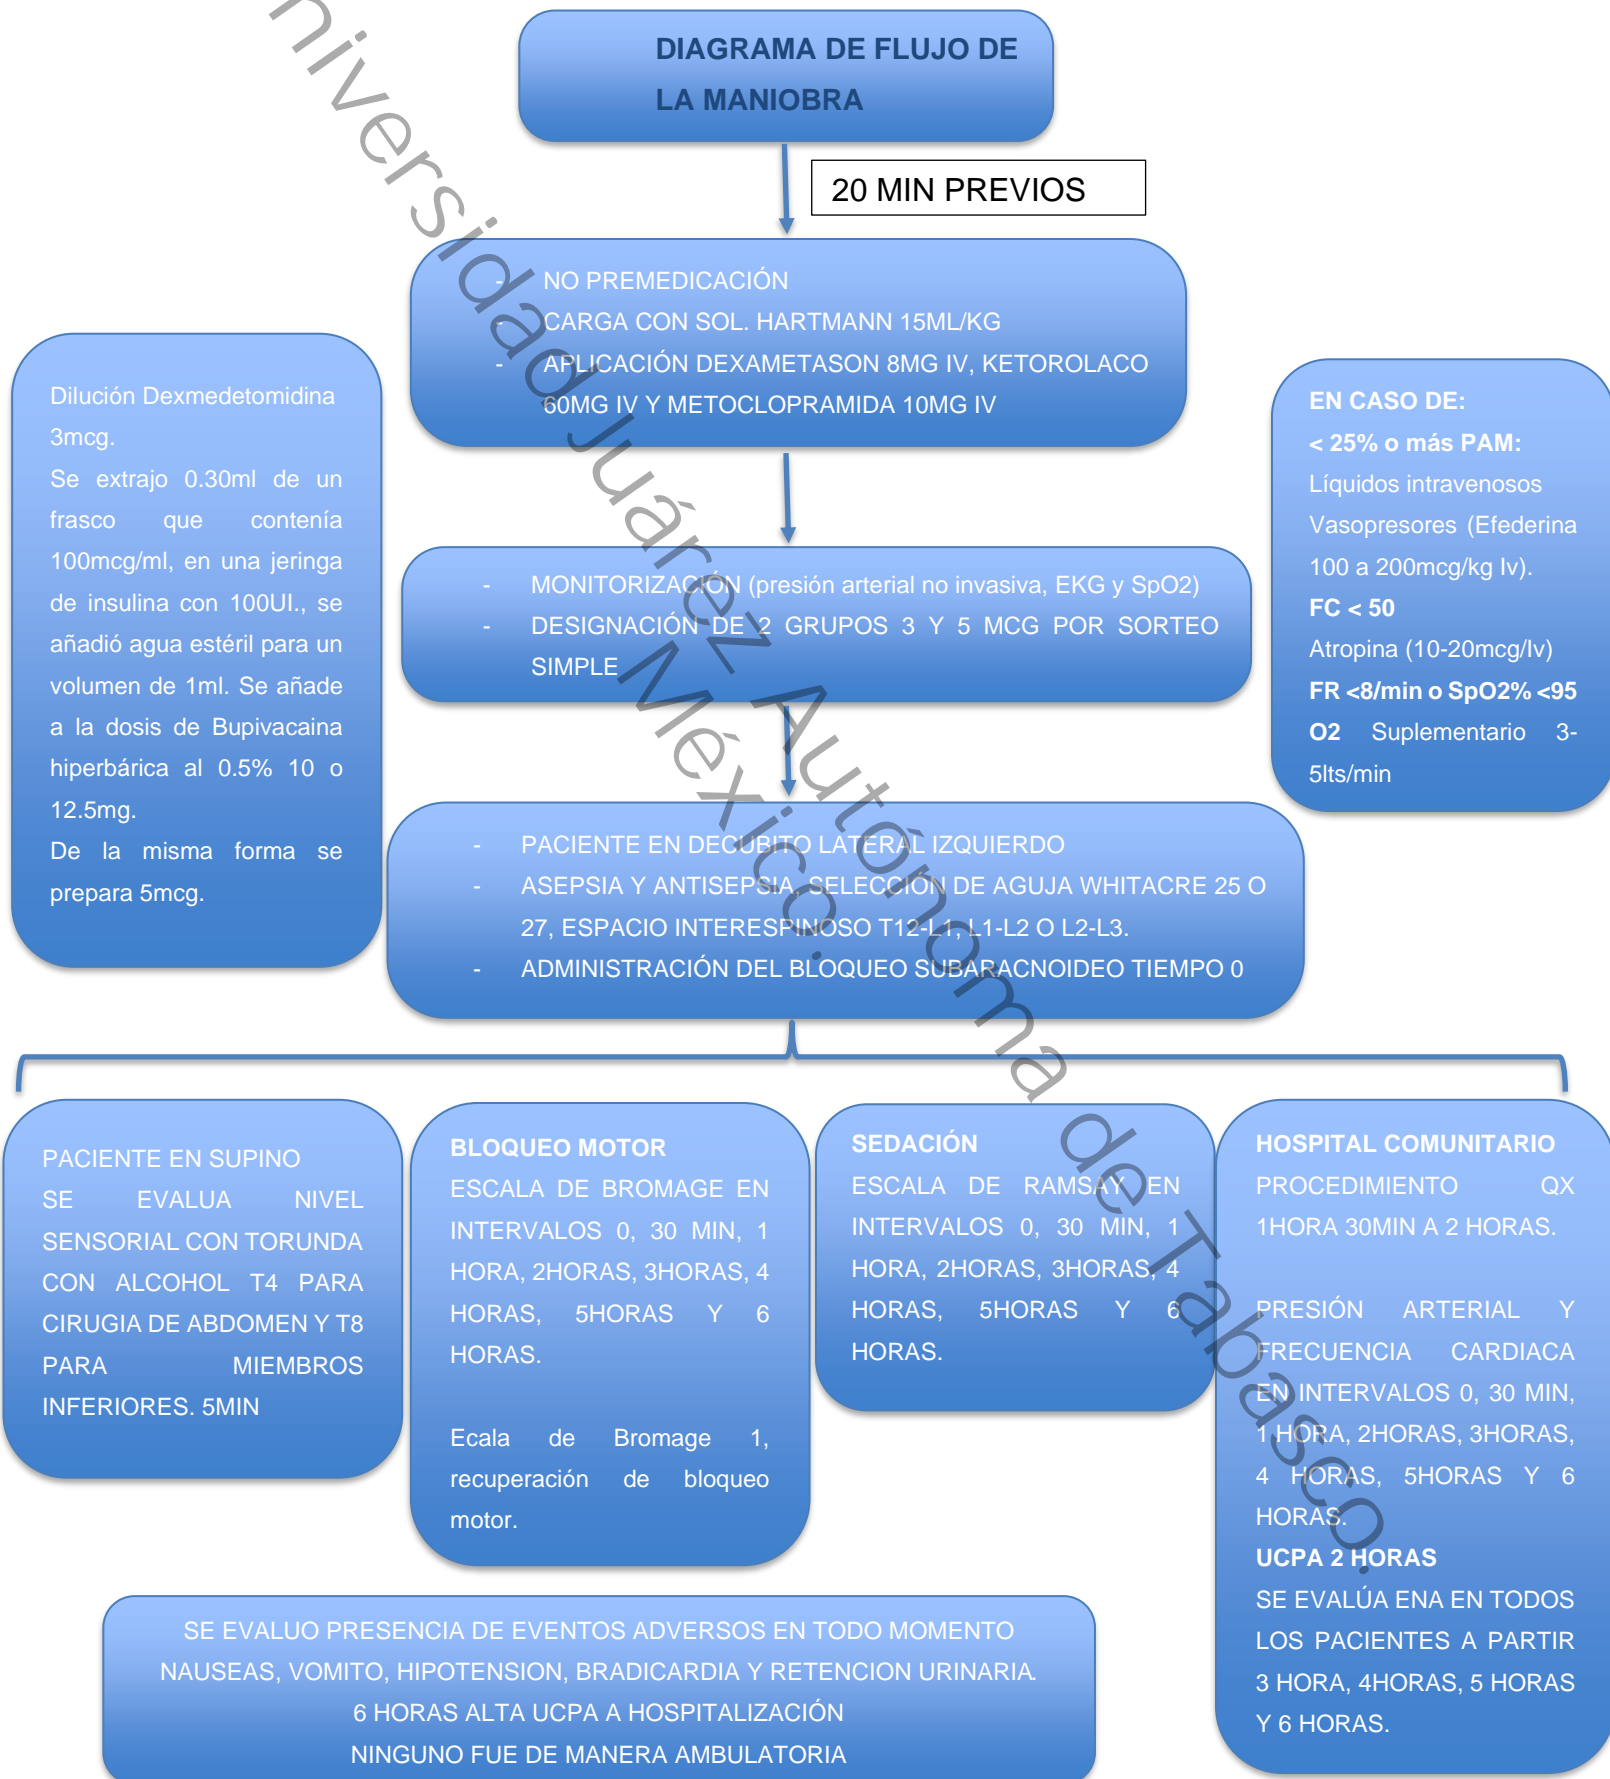 DIAGRAMA DE FLUJO DE
LA MANIOBRA
20 MIN PREVIOS
- NO PREMEDICACIÓN
- CARGA CON SOL. HARTMANN 15ML/KG
- APLICACIÓN DEXAMETASON 8MG IV, KETOROLACO
60MG IV Y METOCLOPRAMIDA 10MG IV
Dilución Dexmedetomidina
3mcg.
Se extrajo 0.30ml de un
frasco que contenía
100mcg/ml, en una jeringa
de insulina con 100UI., se
añadió agua estéril para un
volumen de 1ml. Se añade
a la dosis de Bupivacaina
hiperbárica al 0.5% 10 o
12.5mg.
De la misma forma se
prepara 5mcg.
EN CASO DE:
< 25% o más PAM:
Líquidos intravenosos
Vasopresores (Efederina
100 a 200mcg/kg Iv).
FC < 50
Atropina (10-20mcg/Iv)
FR <8/min o SpO2% <95
O2 Suplementario 3-
5lts/min
- MONITORIZACIÓN (presión arterial no invasiva, EKG y SpO2)
- DESIGNACIÓN DE 2 GRUPOS 3 Y 5 MCG POR SORTEO
SIMPLE
- PACIENTE EN DECUBITO LATERAL IZQUIERDO
- ASEPSIA Y ANTISEPSIA, SELECCIÓN DE AGUJA WHITACRE 25 O
27, ESPACIO INTERESPINOSO T12-L1, L1-L2 O L2-L3.
- ADMINISTRACIÓN DEL BLOQUEO SUBARACNOIDEO TIEMPO 0
PACIENTE EN SUPINO
SE EVALUA NIVEL
SENSORIAL CON TORUNDA
CON ALCOHOL T4 PARA
CIRUGIA DE ABDOMEN Y T8
PARA MIEMBROS
INFERIORES. 5MIN
BLOQUEO MOTOR
ESCALA DE BROMAGE EN
INTERVALOS 0, 30 MIN, 1
HORA, 2HORAS, 3HORAS, 4
HORAS, 5HORAS Y 6
HORAS.
Ecala de Bromage 1,
recuperación de bloqueo
motor.
SEDACIÓN
ESCALA DE RAMSAY EN
INTERVALOS 0, 30 MIN, 1
HORA, 2HORAS, 3HORAS, 4
HORAS, 5HORAS Y 6
HORAS.
HOSPITAL COMUNITARIO
PROCEDIMIENTO QX
1HORA 30MIN A 2 HORAS.
PRESIÓN ARTERIAL Y
FRECUENCIA CARDIACA
EN INTERVALOS 0, 30 MIN,
1 HORA, 2HORAS, 3HORAS,
4 HORAS, 5HORAS Y 6
HORAS.
UCPA 2 HORAS
SE EVALÚA ENA EN TODOS
LOS PACIENTES A PARTIR
3 HORA, 4HORAS, 5 HORAS
Y 6 HORAS.
SE EVALUO PRESENCIA DE EVENTOS ADVERSOS EN TODO MOMENTO
NAUSEAS, VOMITO, HIPOTENSION, BRADICARDIA Y RETENCION URINARIA.
6 HORAS ALTA UCPA A HOSPITALIZACIÓN
NINGUNO FUE DE MANERA AMBULATORIA
niversidad Juárez Autónoma de Tabasco.
México.